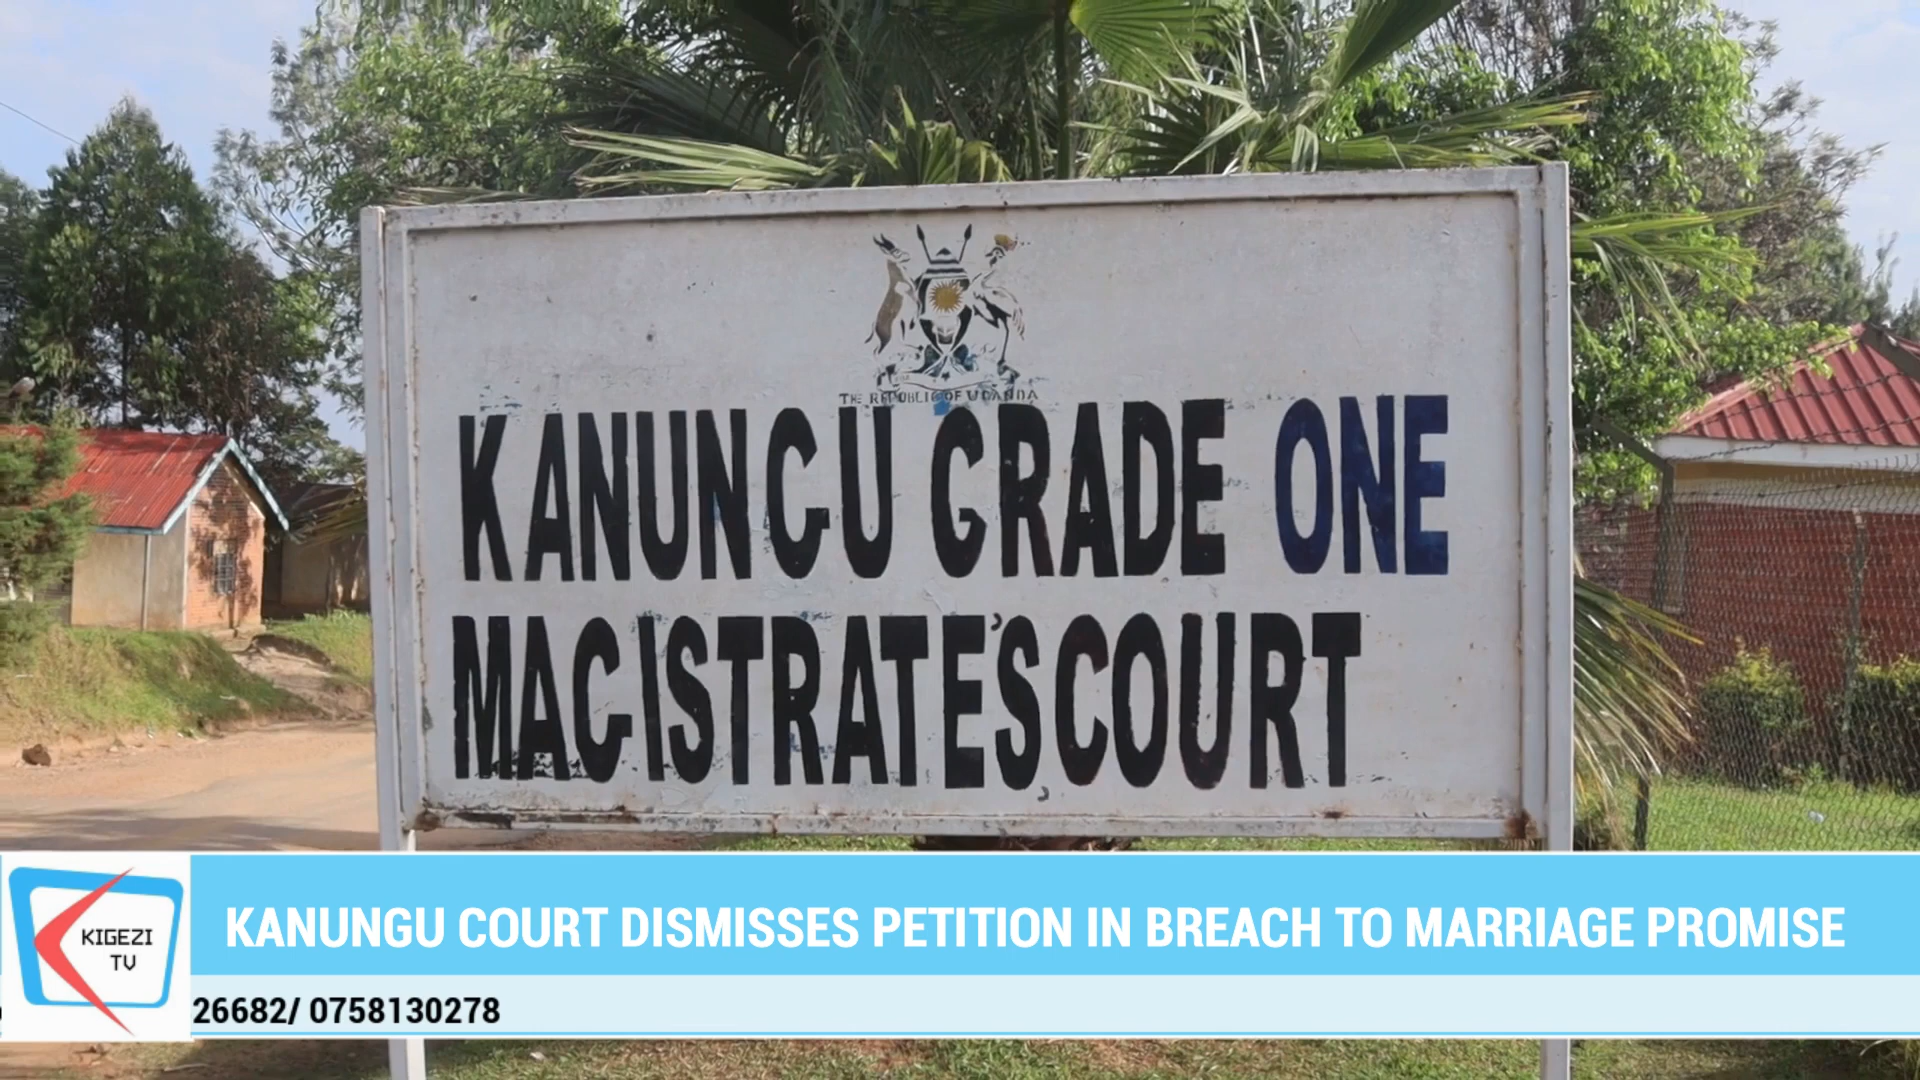 THE REPUBLIC OF UGANDA
KANUNGU GRADE ONE
MAGISTRATE'S COURT
KIGEZI
TV
KANUNGU COURT DISMISSES PETITION IN BREACH TO MARRIAGE PROMISE
26682/ 0758130278